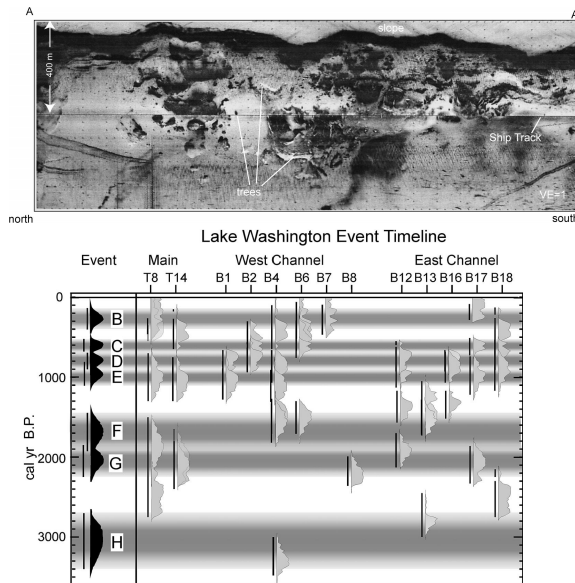 A A
slope
400 m
Ship Track
trees
VE=1
north south
Lake Washington Event Timeline
Event Main West Channel East Channel
T8 T14 B1 B2 B4 B6 B7 B8 B12 B13 B16 B17 B18
0
B
C
D
E
1000
F
G
2000
H
3000
cal yr B.P.